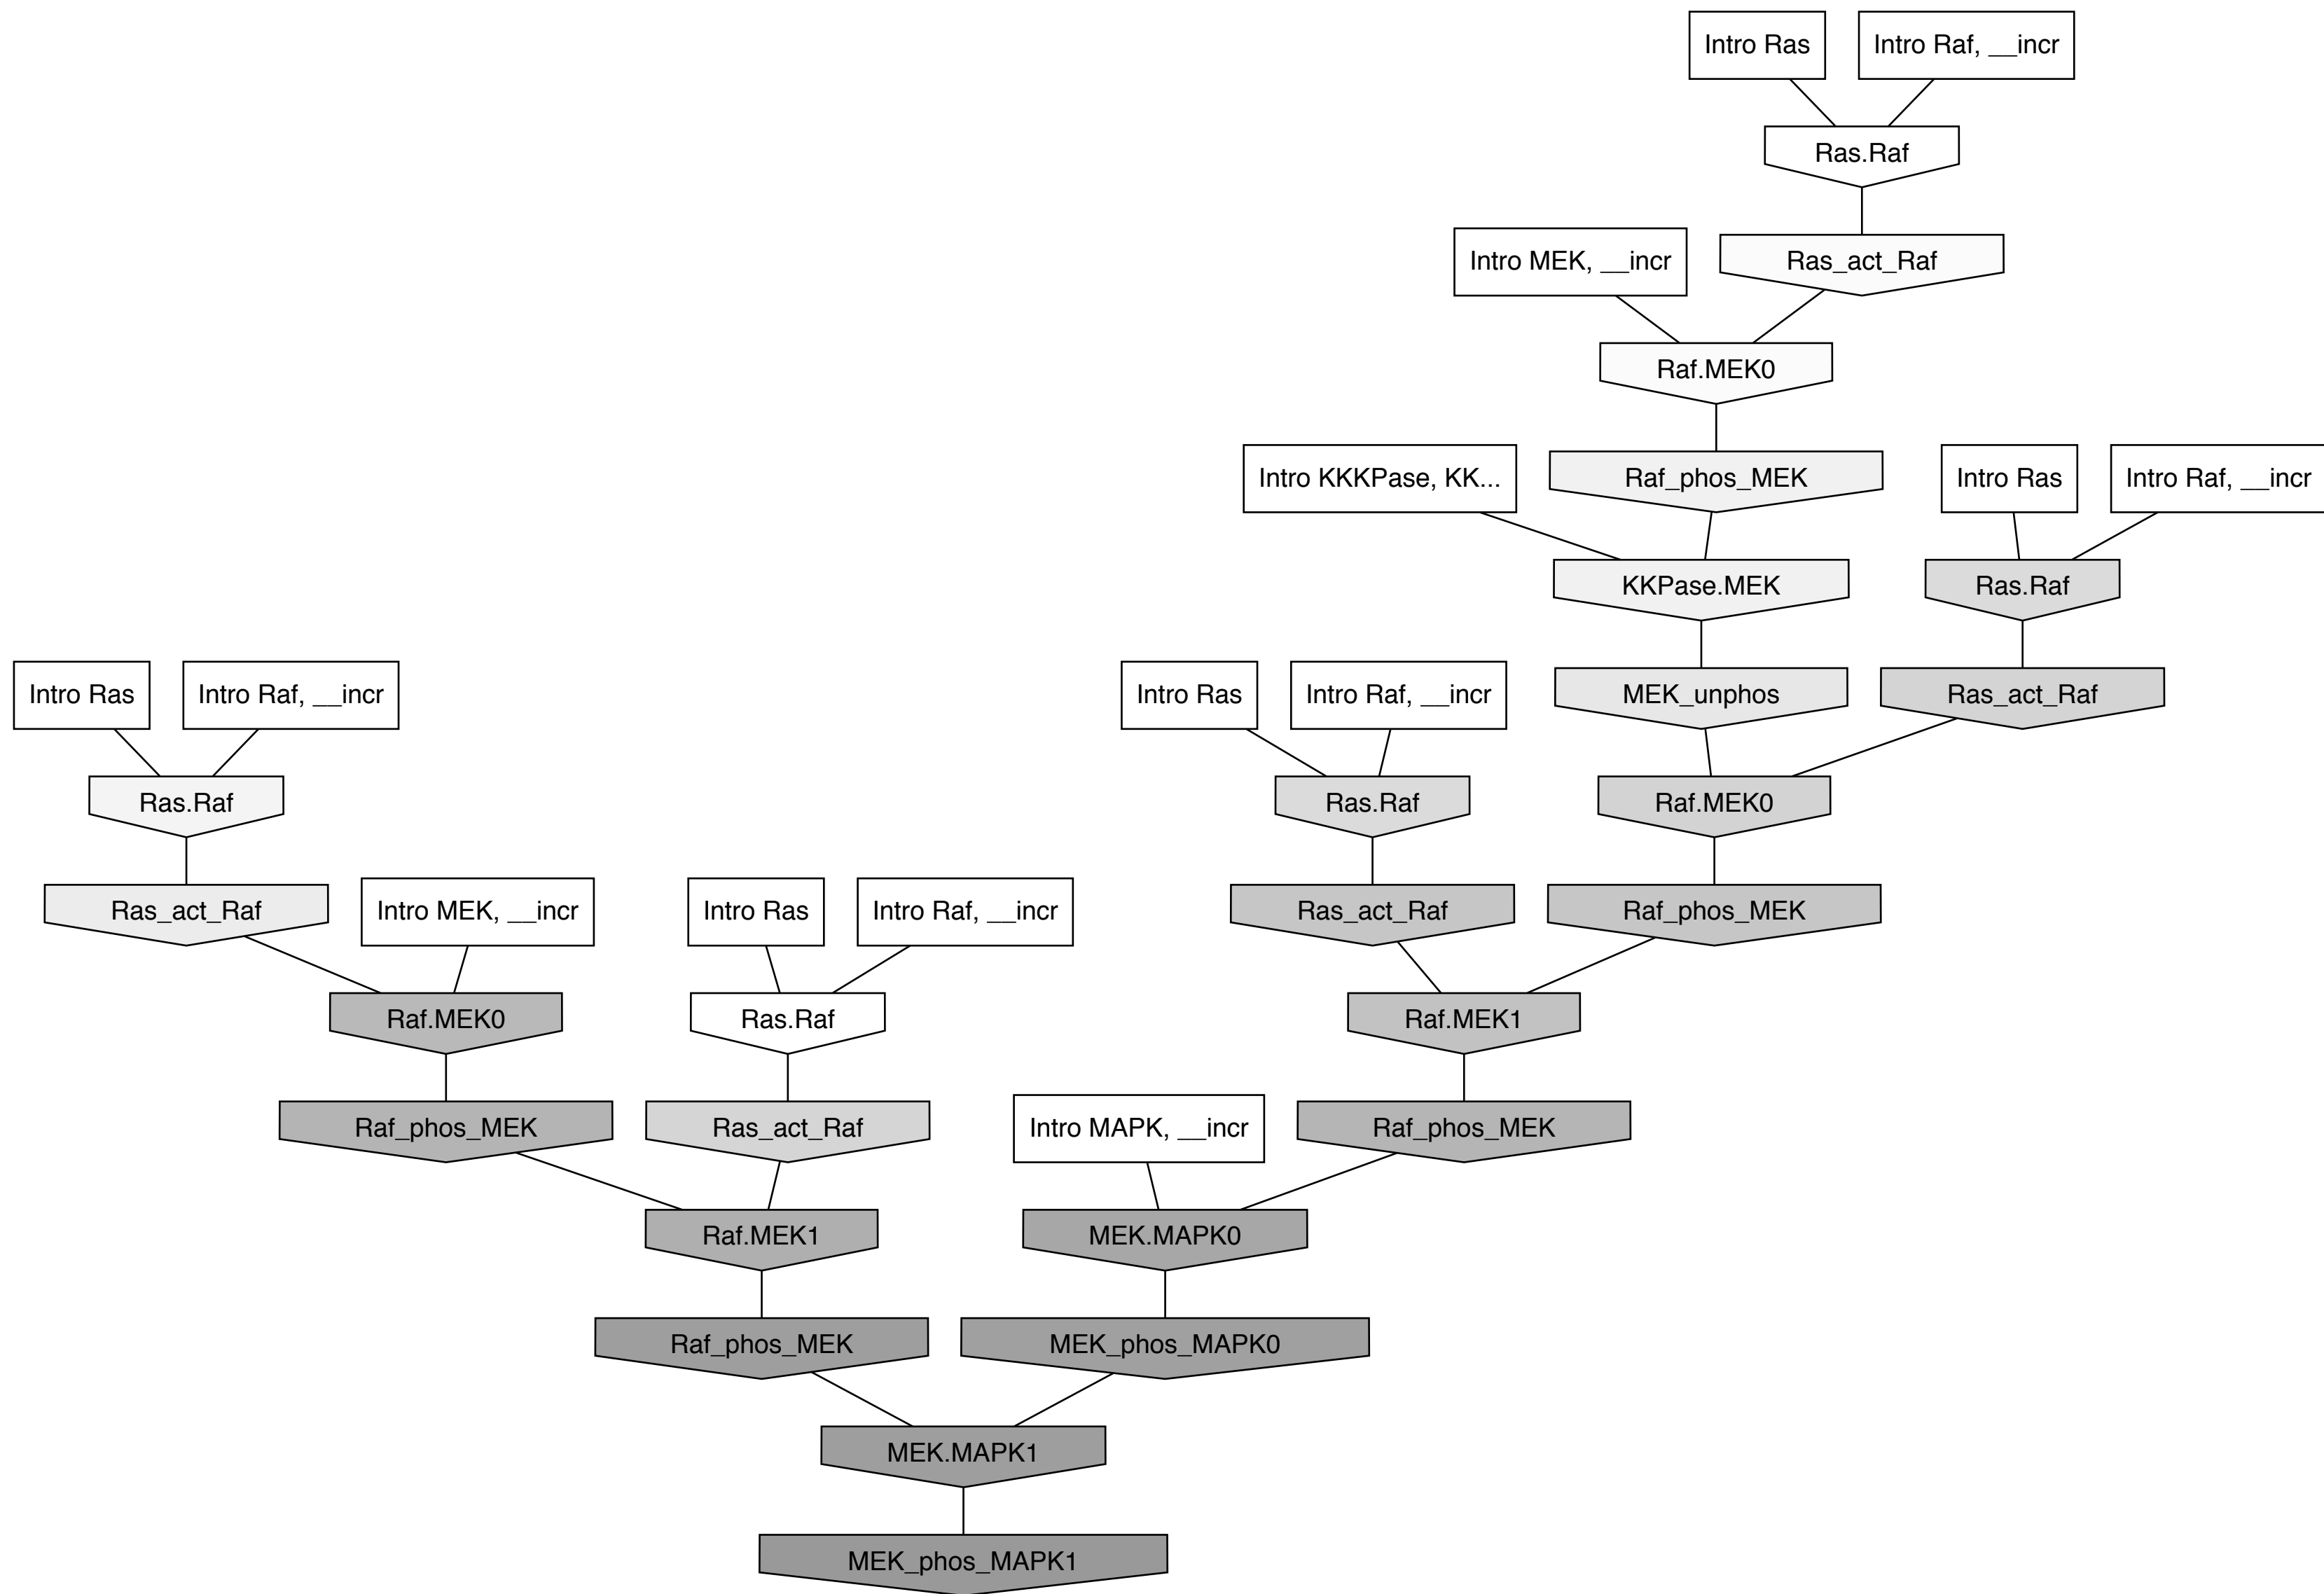 Intro Ras
Intro Raf, __incr
Ras.Raf
Intro MEK, __incr
Ras_act_Raf
Raf.MEK0
Intro KKKPase, KK...
Raf_phos_MEK
Intro Ras
Intro Raf, __incr
KKPase.MEK
Ras.Raf
Intro Ras
Intro Raf, __incr
Intro Ras
Intro Raf, __incr
MEK_unphos
Ras_act_Raf
Ras.Raf
Ras.Raf
Raf.MEK0
Ras_act_Raf
Intro MEK, __incr
Intro Ras
Intro Raf, __incr
Ras_act_Raf
Raf_phos_MEK
Raf.MEK0
Ras.Raf
Raf.MEK1
Raf_phos_MEK
Ras_act_Raf
Intro MAPK, __incr
Raf_phos_MEK
Raf.MEK1
MEK.MAPK0
Raf_phos_MEK
MEK_phos_MAPK0
MEK.MAPK1
MEK_phos_MAPK1